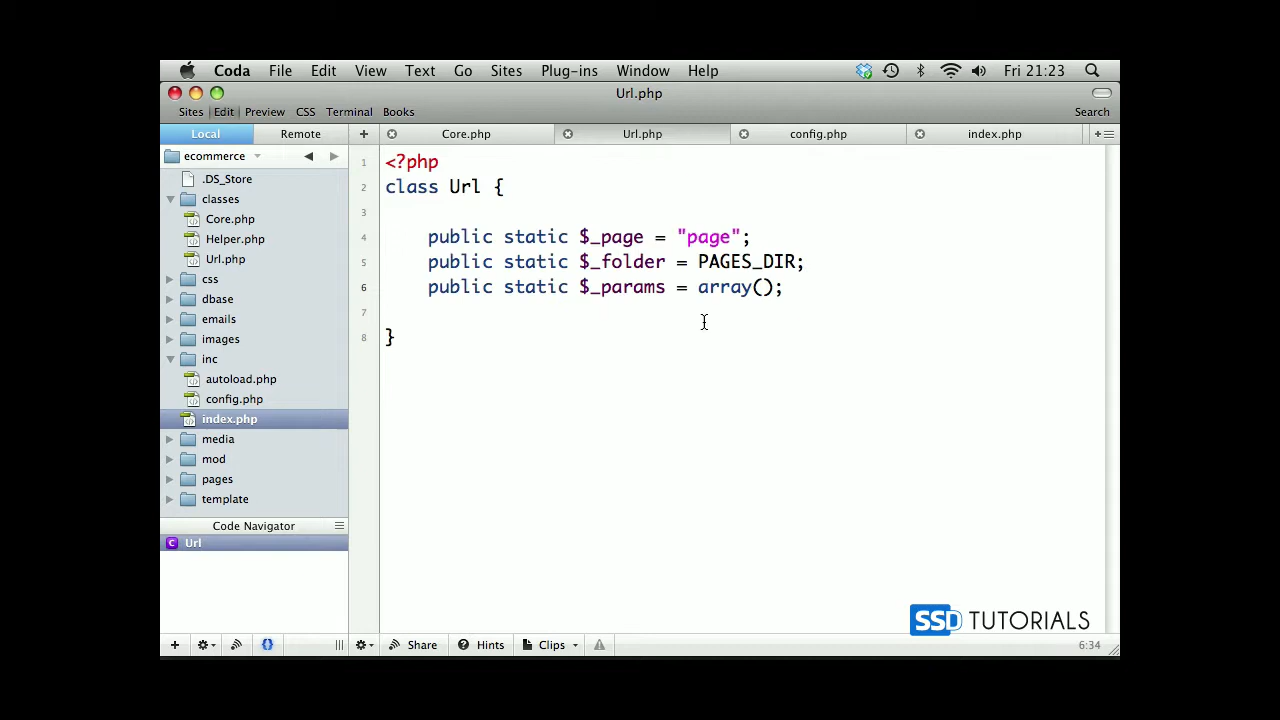 Coda File Edit View Text Go Sites Plug-ins Window Help Fri 21:23
Url.php
Sites Edit Preview CSS Terminal Books Search
Local Remote + Core.php Url.php config.php index.php
ecommerce
.DS_Store
classes
Core.php
Helper.php
Url.php
css
dbase
emails
images
inc
autoload.php
config.php
index.php
media
mod
pages
template
Code Navigator
C Url
1 <?php
2 class Url {
3
4 public static $_page = "page";
5 public static $_folder = PAGES_DIR;
6 public static $_params = array();
7
8 }
SSD TUTORIALS
Share Hints Clips 6:34